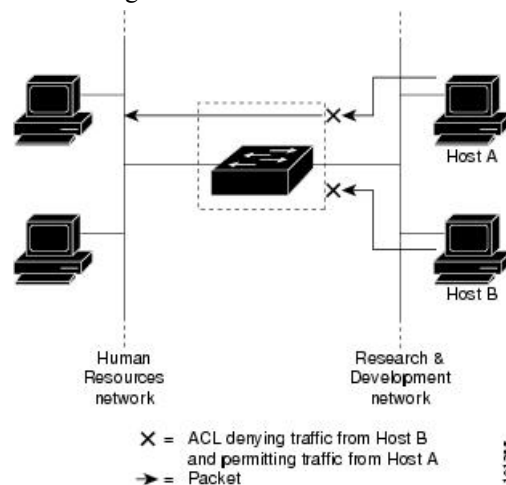 Host A
Host B
Human
Resources
network
Research &
Development
network
X = ACL denying traffic from Host B
and permitting traffic from Host A
→ = Packet